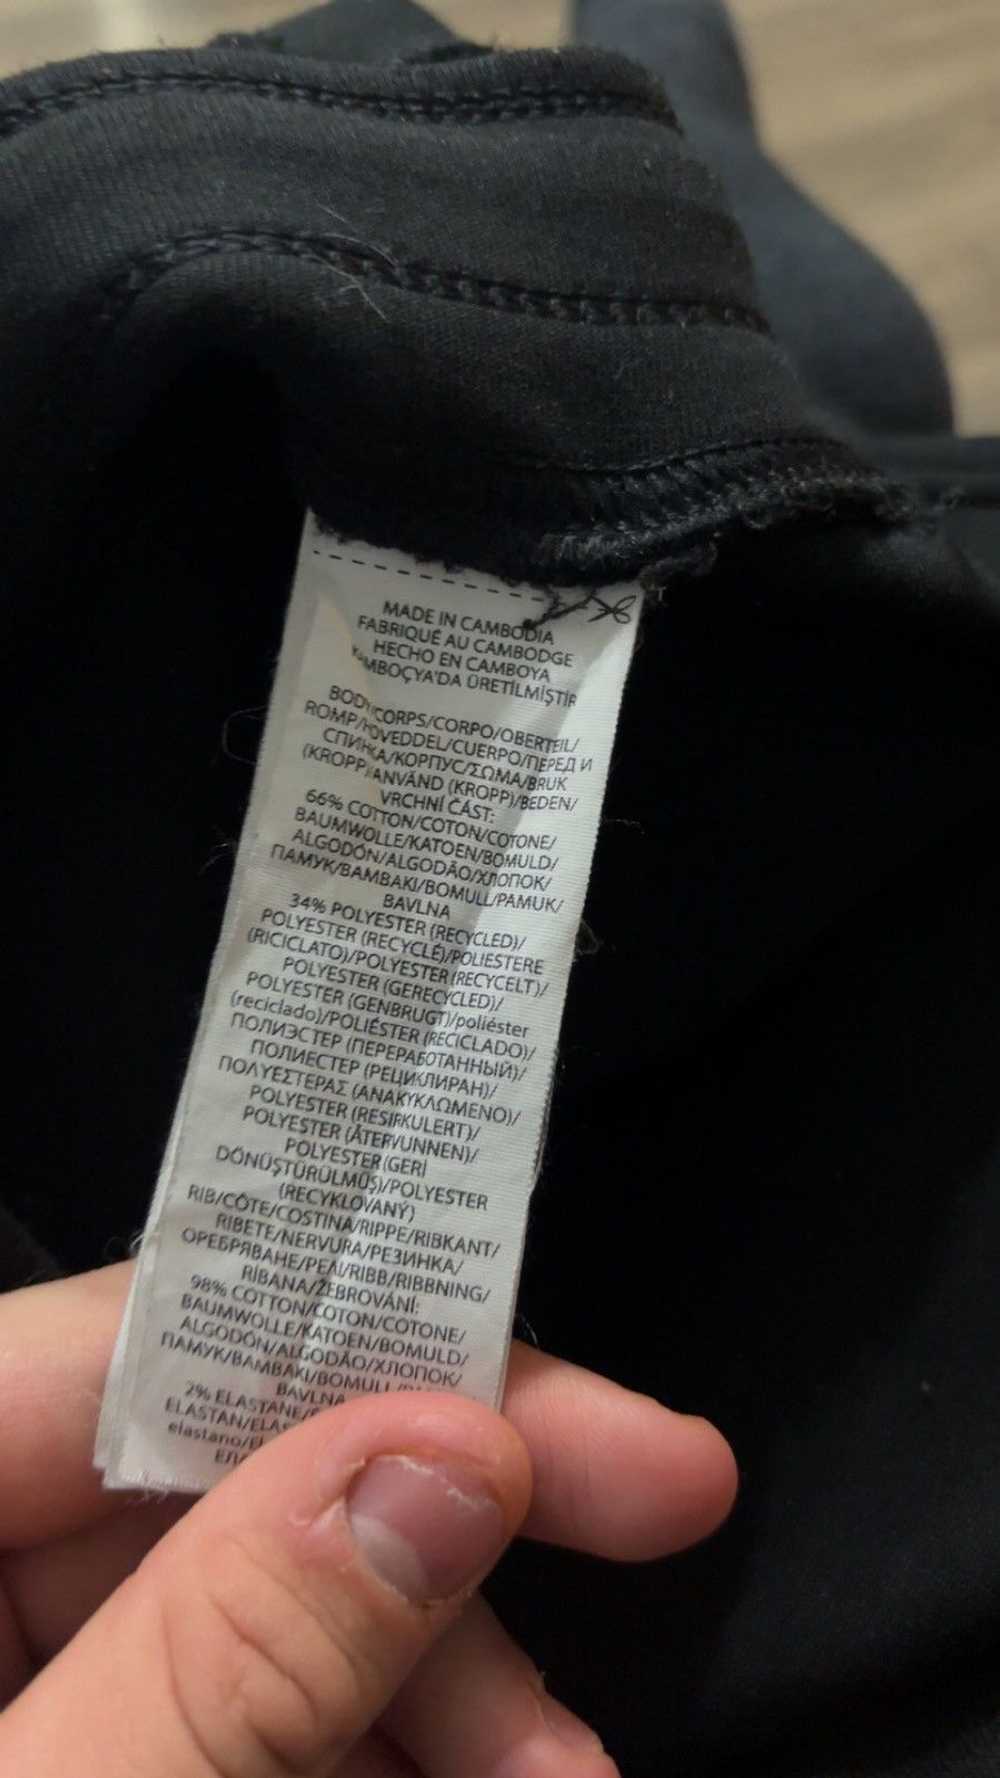 MADE IN CAMBODIA
FABRIQUÉ AU CAMBODGE
HECHO EN CAMBOYA
KAMBOÇYA'DA ÜRETİLMİŞTİR
BODY/CORPS/CORPO/OBERTEIL/
ROMP/HOVEDDEL/CUERPO/ПЕРЕД И
СПИНКА/КОРПУС/ΣΩΜΑ/BRUK
(KROPP)/ANVÄND (KROPP)/BEDEN/
VRCHNÍ ČÁST:
66% COTTON/COTON/COTONE/
BAUMWOLLE/KATOEN/BOMULD/
ALGODÓN/ALGODÃO/ХЛОПОК/
ПАМУК/ΒΑΜΒΑΚΙ/BOMULL/PAMUK/
BAVLNA
34% POLYESTER (RECYCLED)/
POLYESTER (RECYCLÉ)/POLIESTERE
(RICICLATO)/POLYESTER (RECYCELT)/
POLYESTER (GERECYCLED)/
POLYESTER (GENBRUGT)/poliéster
(reciclado)/POLIÉSTER (RECICLADO)/
ПОЛИЭСТЕР (ПЕРЕРАБОТАННЫЙ)/
ПОЛИЕСТЕР (РЕЦИКЛИРАН)/
ΠΟΛΥΕΣΤΕΡΑΣ (ΑΝΑΚΥΚΛΩΜΕΝΟ)/
POLYESTER (RESIRKULERT)/
POLYESTER (ÅTERVUNNEN)/
POLYESTER (GERİ
DÖNÜŞTÜRÜLMÜŞ)/POLYESTER
(RECYKLOVANÝ)
RIB/CÔTE/COSTINA/RIPPE/RIBKANT/
RIBETE/NERVURA/РЕЗИНКА/
ОРЕБРЯВАНЕ/ΡΕΛΙ/RIBB/RIBBNING/
RİBANA/ŽEBROVÁNÍ:
98% COTTON/COTON/COTONE/
BAUMWOLLE/KATOEN/BOMULD/
ALGODÓN/ALGODÃO/ХЛОПОК/
ПАМУК/ΒΑΜΒΑΚΙ/BOMULL/
BAVLNA
2% ELASTANE/
ELASTAN/
elastano/